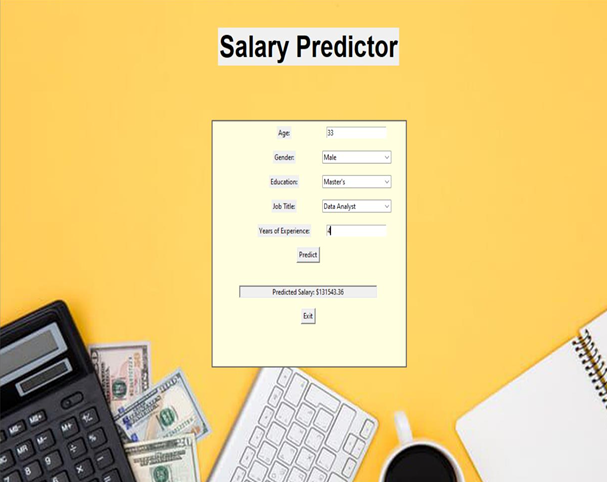 Salary Predictor
Age: 33
Gender: Male
Education: Master's
Job Title: Data Analyst
Years of Experience: 4
Predict
Predicted Salary: $131543.36
Exit